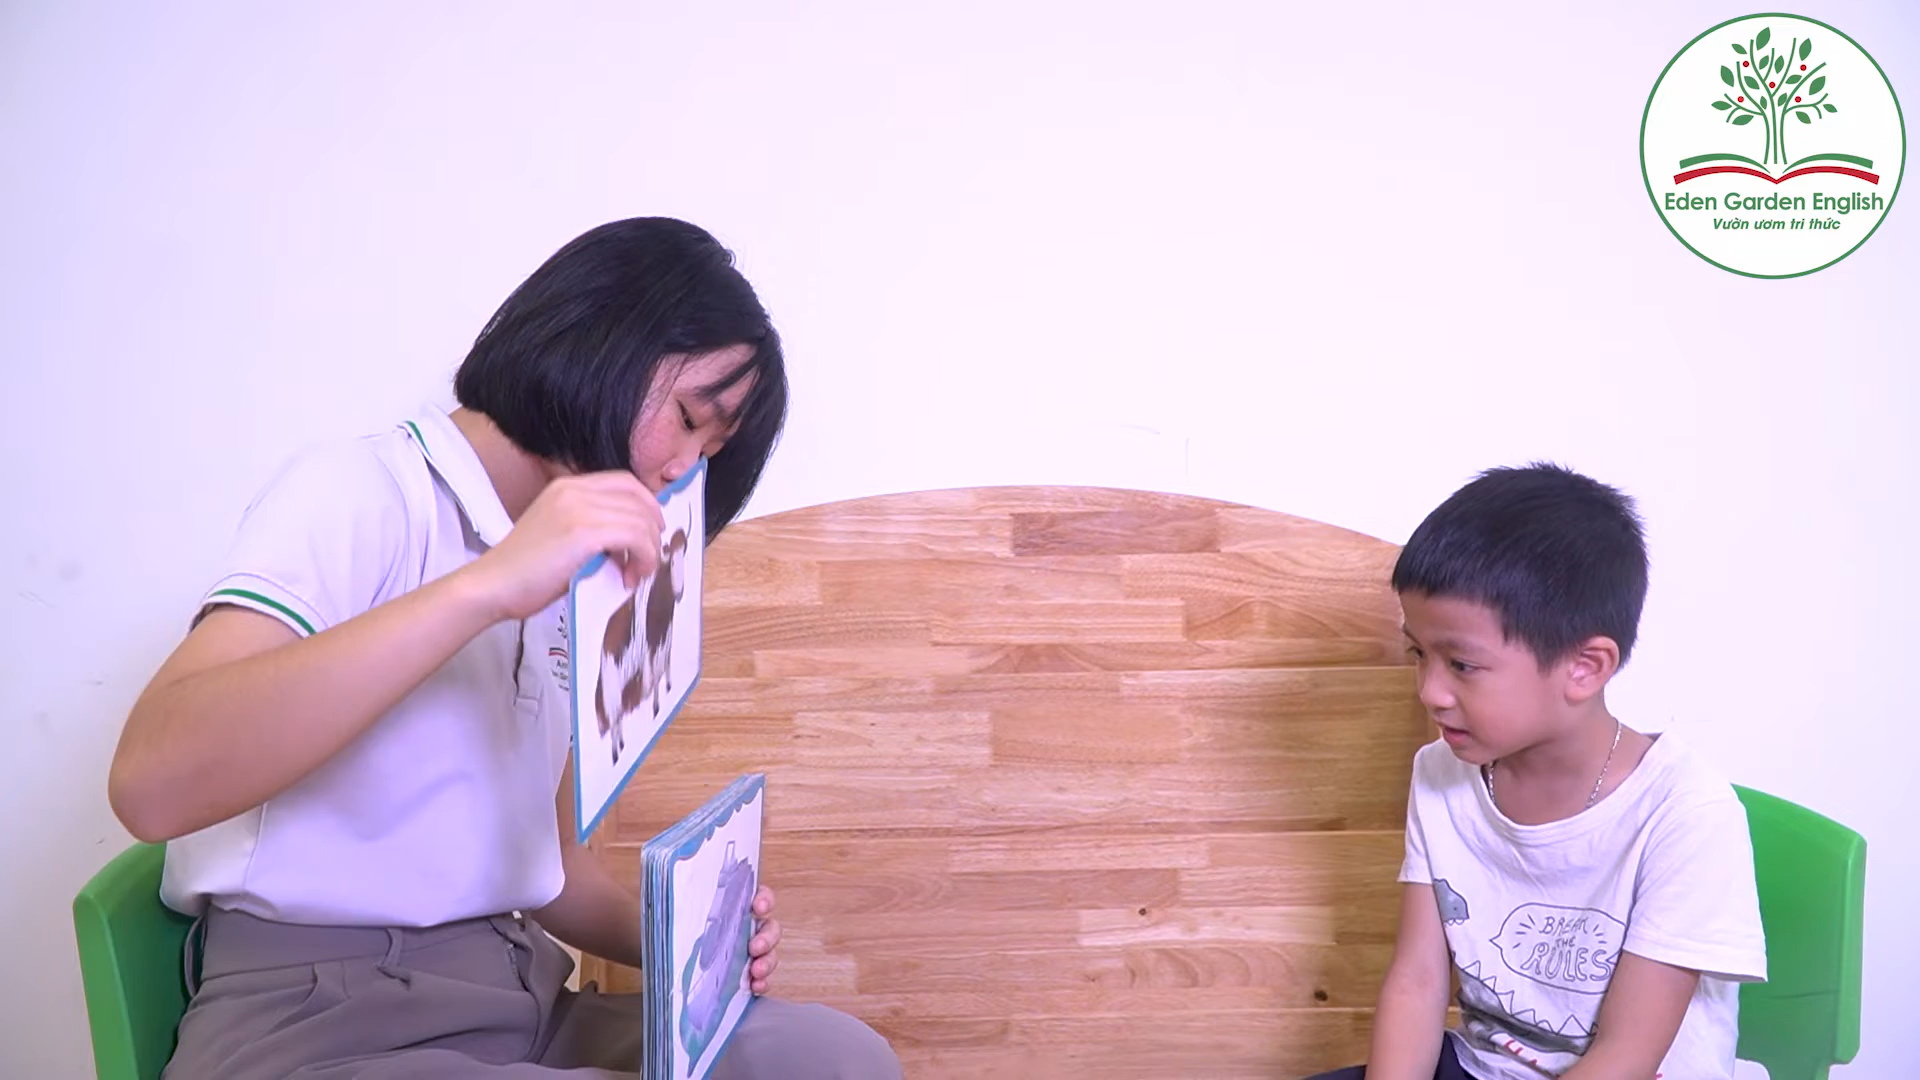 Eden Garden English
Vườn ươm tri thức
BREAK
THE
RULES